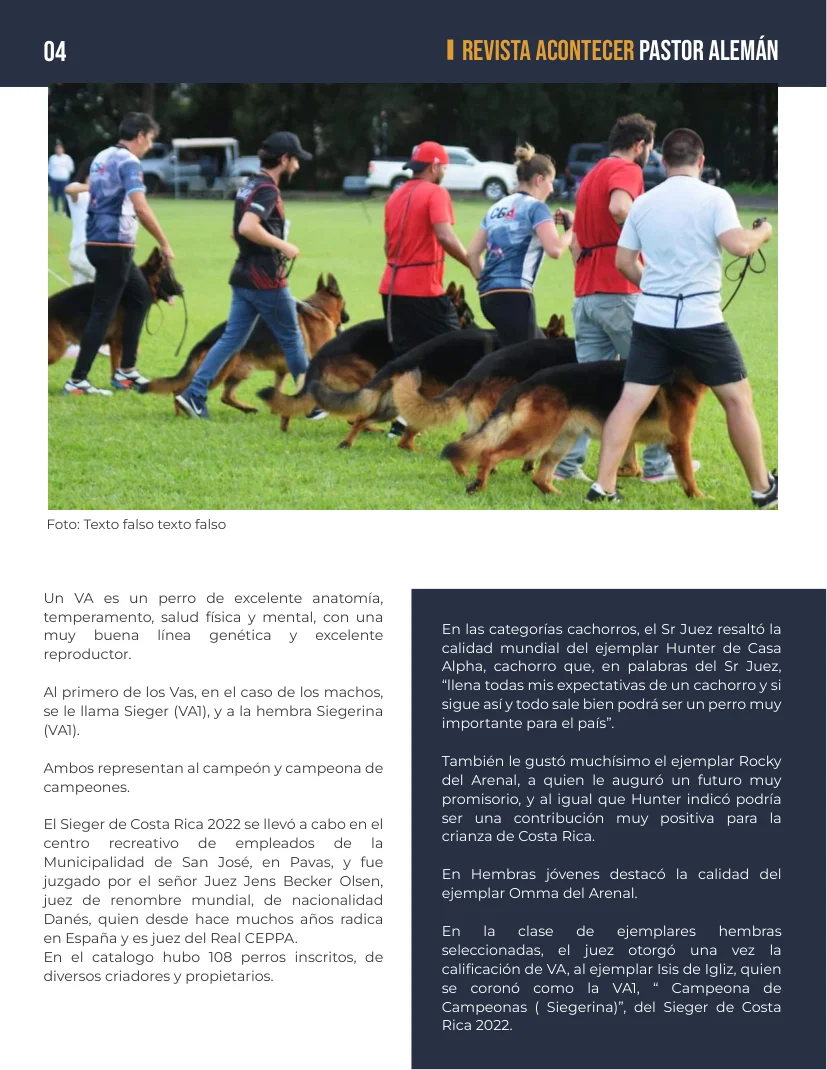 04
REVISTA ACONTECER PASTOR ALEMÁN
CGA
Foto: Texto falso texto falso
Un VA es un perro de excelente anatomía,
temperamento, salud física y mental, con una
muy buena línea genética y excelente
reproductor.
Al primero de los Vas, en el caso de los machos,
se le llama Sieger (VA1), y a la hembra Siegerina
(VA1).
Ambos representan al campeón y campeona de
campeones.
El Sieger de Costa Rica 2022 se llevó a cabo en el
centro recreativo de empleados de la
Municipalidad de San José, en Pavas, y fue
juzgado por el señor Juez Jens Becker Olsen,
juez de renombre mundial, de nacionalidad
Danés, quien desde hace muchos años radica
en España y es juez del Real CEPPA.
En el catalogo hubo 108 perros inscritos, de
diversos criadores y propietarios.
En las categorías cachorros, el Sr Juez resaltó la
calidad mundial del ejemplar Hunter de Casa
Alpha, cachorro que, en palabras del Sr Juez,
“llena todas mis expectativas de un cachorro y si
sigue así y todo sale bien podrá ser un perro muy
importante para el país”.
También le gustó muchísimo el ejemplar Rocky
del Arenal, a quien le auguró un futuro muy
promisorio, y al igual que Hunter indicó podría
ser una contribución muy positiva para la
crianza de Costa Rica.
En Hembras jóvenes destacó la calidad del
ejemplar Omma del Arenal.
En la clase de ejemplares hembras
seleccionadas, el juez otorgó una vez la
calificación de VA, al ejemplar Isis de Igliz, quien
se coronó como la VA1, “ Campeona de
Campeonas ( Siegerina)”, del Sieger de Costa
Rica 2022.